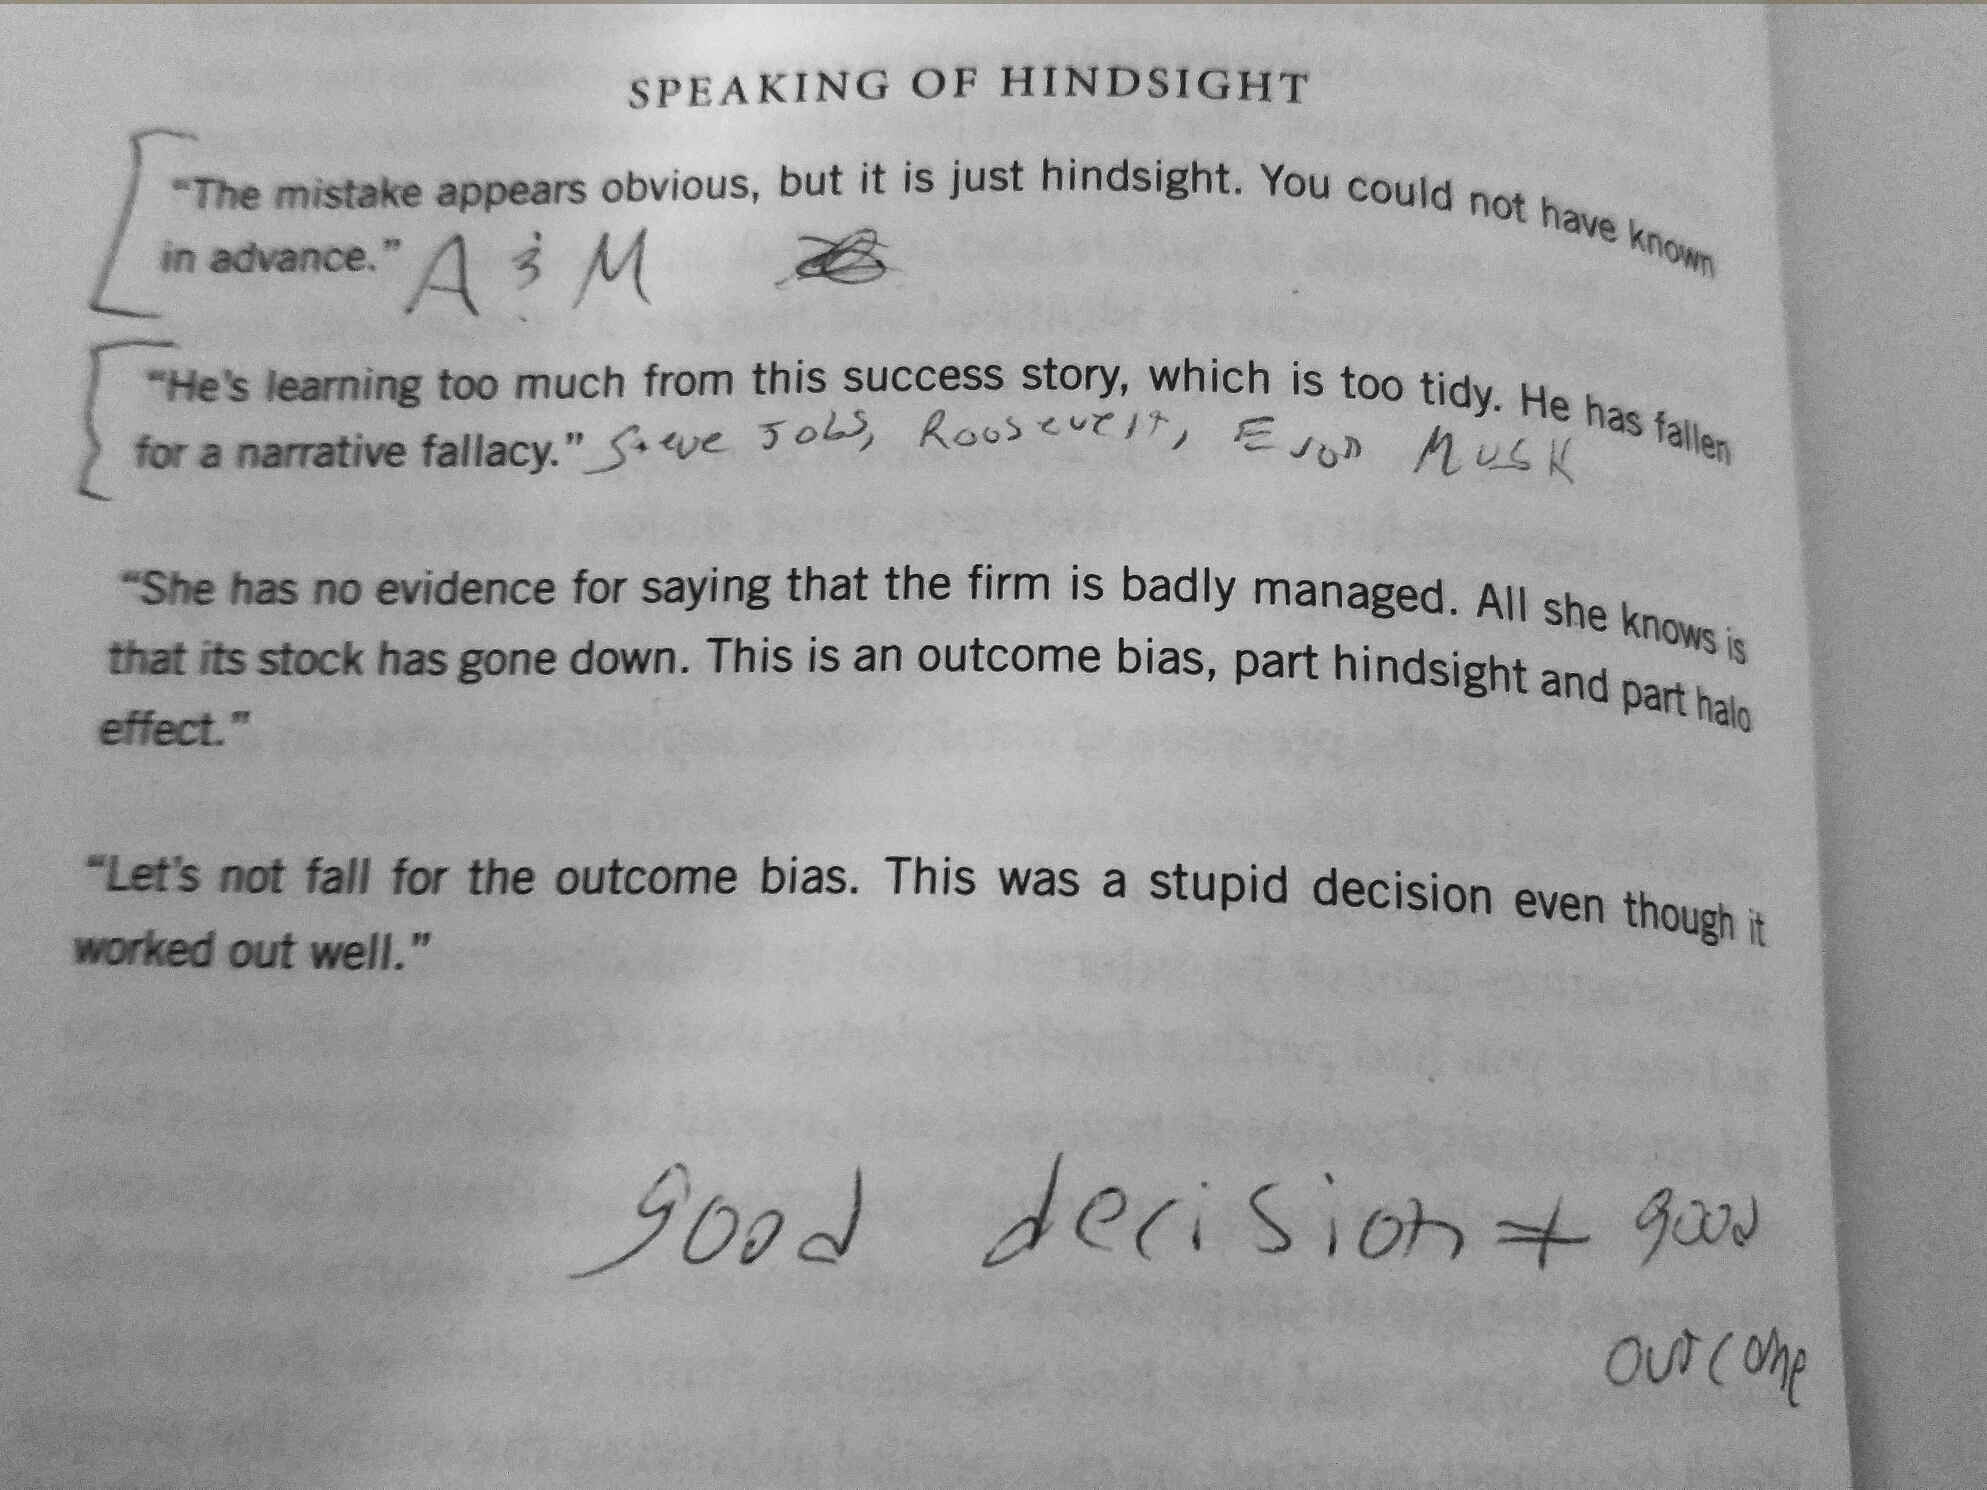 SPEAKING OF HINDSIGHT
“The mistake appears obvious, but it is just hindsight. You could not have known
in advance.” A & M
“He's learning too much from this success story, which is too tidy. He has fallen
for a narrative fallacy.” Steve Jobs, Roosevelt, Elon Musk
“She has no evidence for saying that the firm is badly managed. All she knows is
that its stock has gone down. This is an outcome bias, part hindsight and part halo
effect.”
“Let's not fall for the outcome bias. This was a stupid decision even though it
worked out well.”
good decision ≠ good
outcome